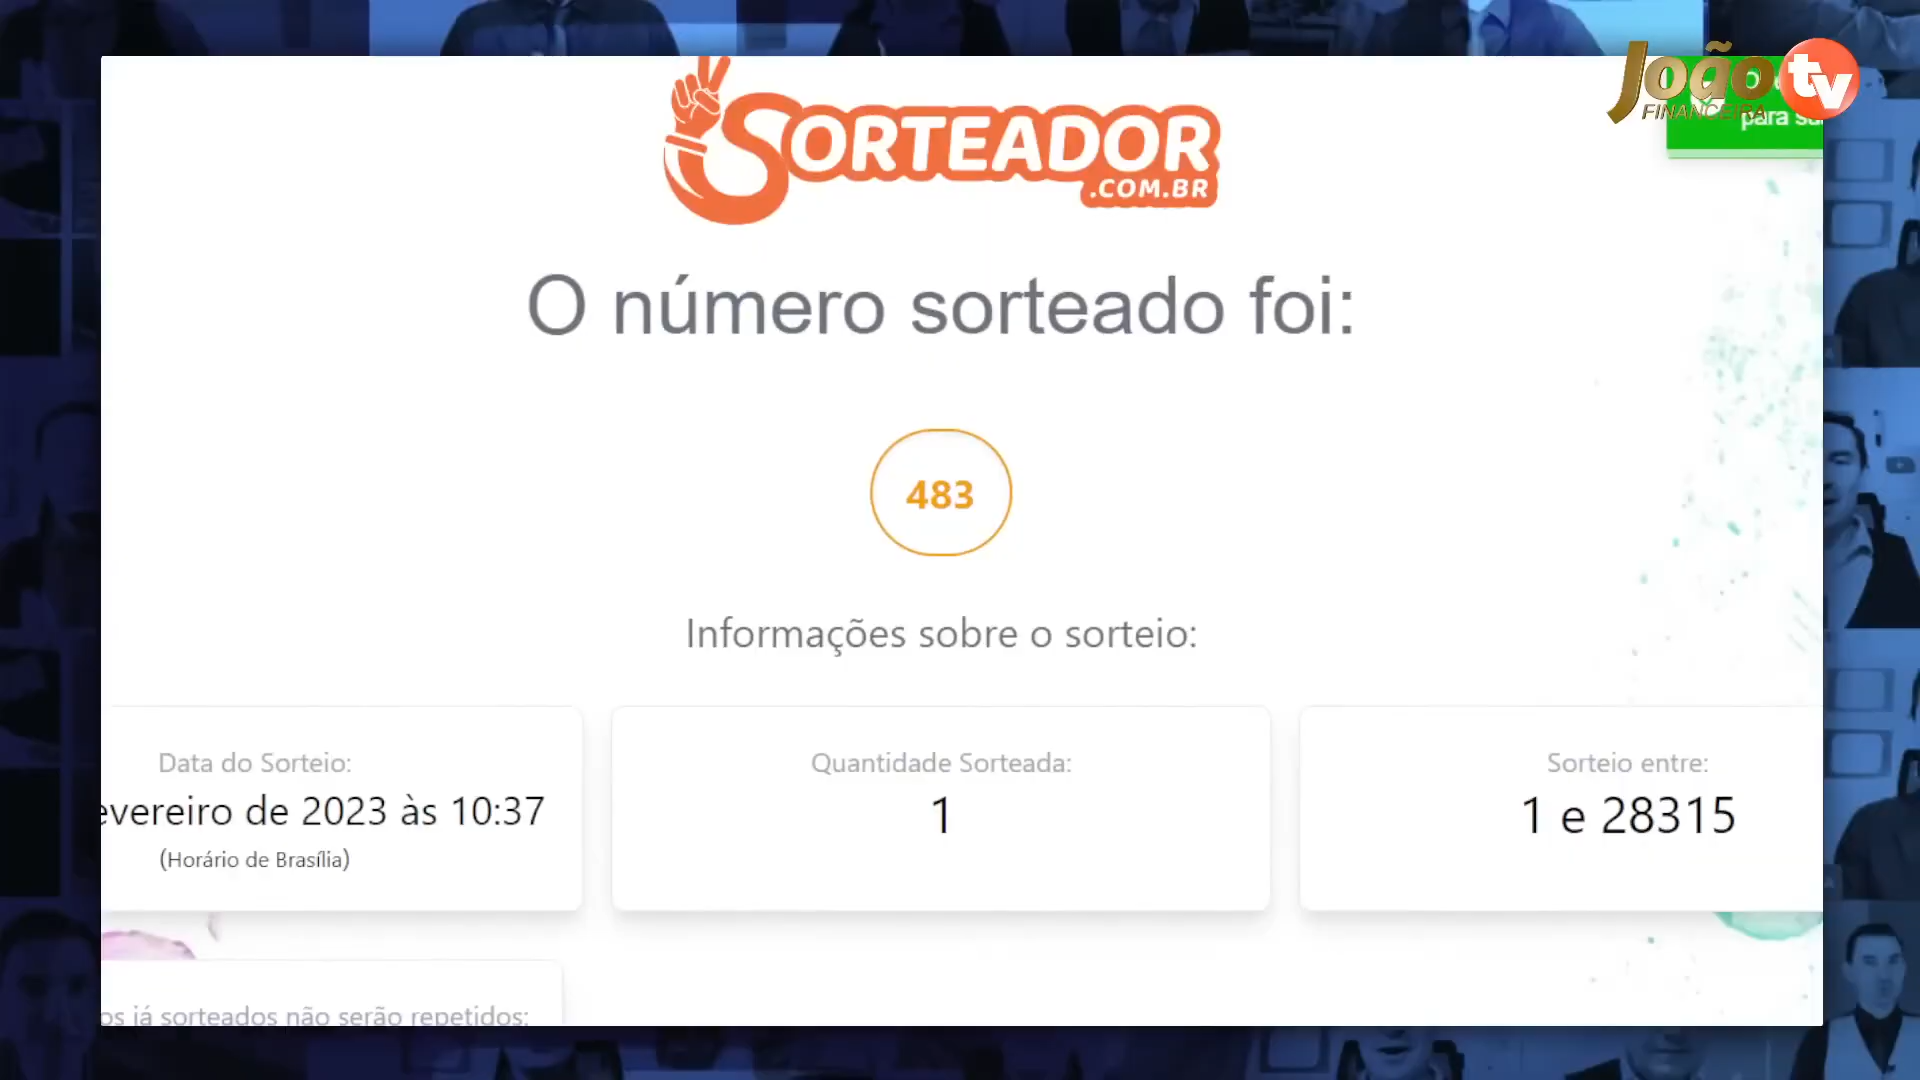 João tv
FINANCEIRA
para
SORTEADOR
.COM.BR
O número sorteado foi:
483
Informações sobre o sorteio:
Data do Sorteio:
evereiro de 2023 às 10:37
(Horário de Brasília)
Quantidade Sorteada:
1
Sorteio entre:
1 e 28315
os já sorteados não serão repetidos: